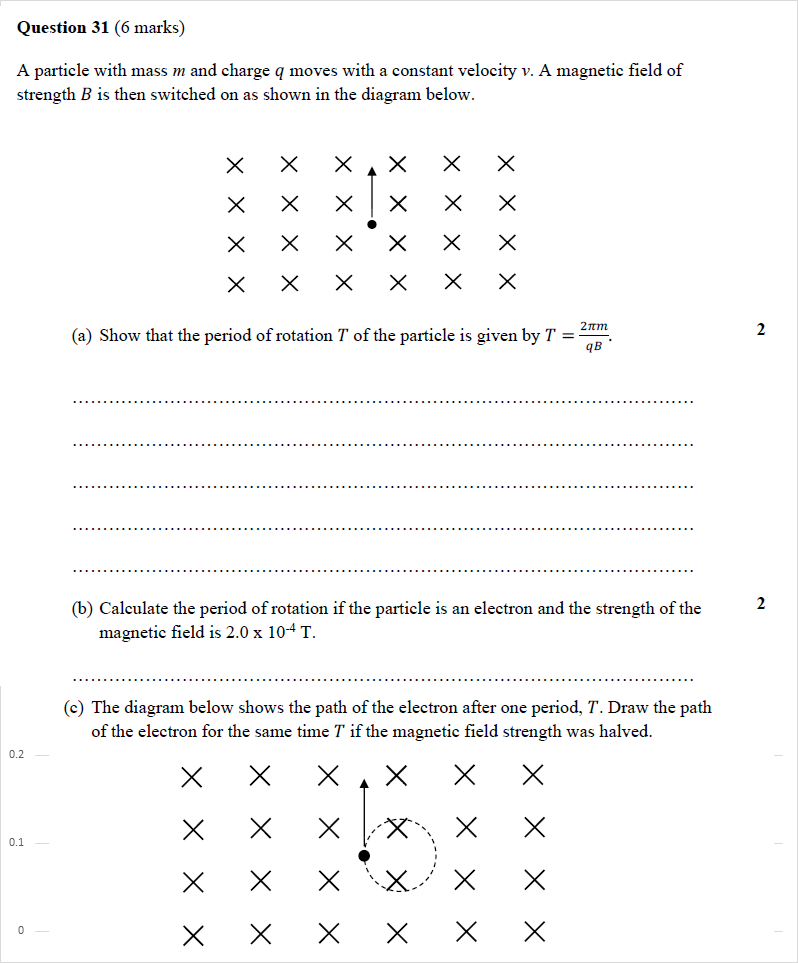 Question 31 (6 marks)
A particle with mass m and charge q moves with a constant velocity v. A magnetic field of
strength B is then switched on as shown in the diagram below.
(a) Show that the period of rotation T of the particle is given by T = 2πm/qB.
2
(b) Calculate the period of rotation if the particle is an electron and the strength of the
2
magnetic field is 2.0 x 10⁻⁴ T.
(c) The diagram below shows the path of the electron after one period, T. Draw the path
of the electron for the same time T if the magnetic field strength was halved.
0.2
0.1
0